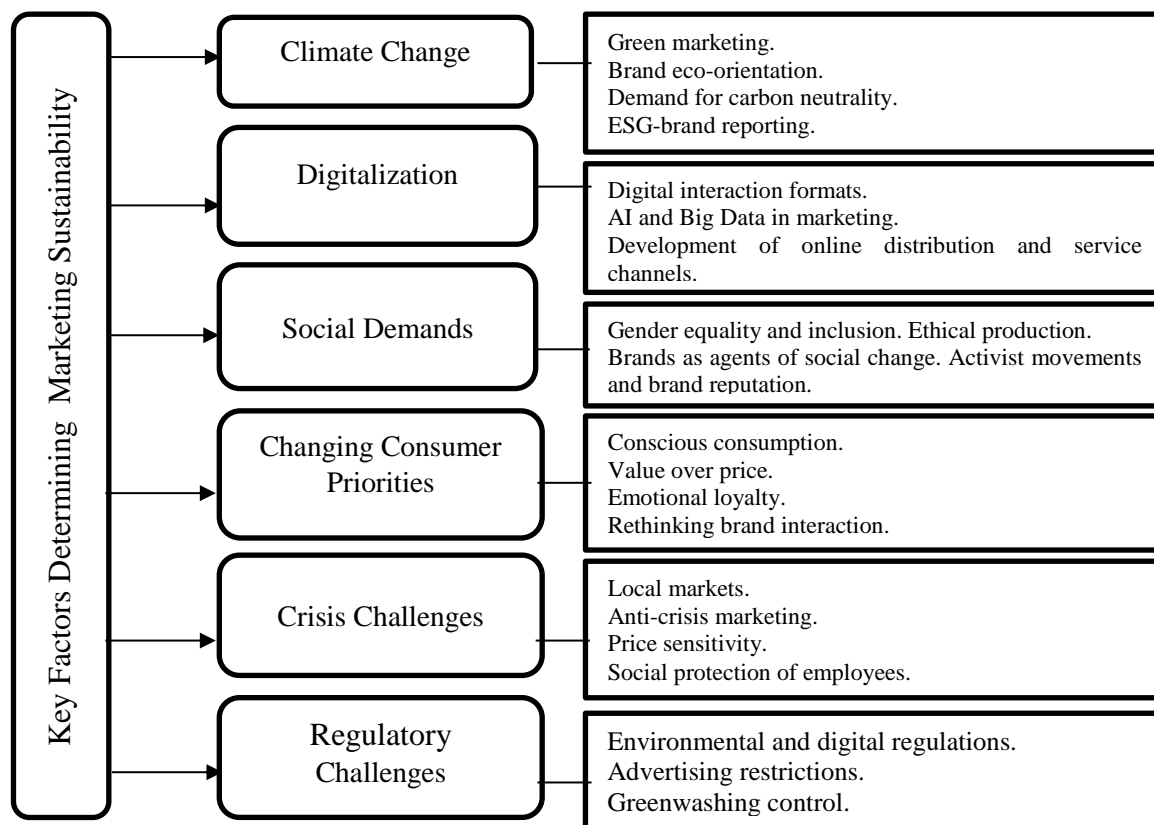 Key Factors Determining Marketing Sustainability
Climate Change
Green marketing.
Brand eco-orientation.
Demand for carbon neutrality.
ESG-brand reporting.
Digitalization
Digital interaction formats.
AI and Big Data in marketing.
Development of online distribution and service
channels.
Social Demands
Gender equality and inclusion. Ethical production.
Brands as agents of social change. Activist movements
and brand reputation.
Changing Consumer
Priorities
Conscious consumption.
Value over price.
Emotional loyalty.
Rethinking brand interaction.
Crisis Challenges
Local markets.
Anti-crisis marketing.
Price sensitivity.
Social protection of employees.
Regulatory
Challenges
Environmental and digital regulations.
Advertising restrictions.
Greenwashing control.